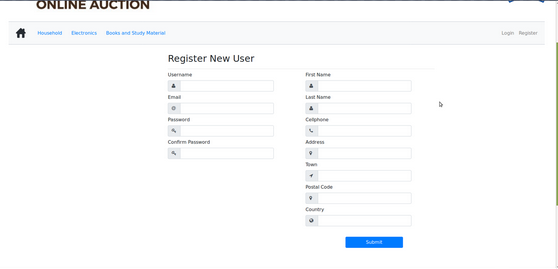 ONLINE AUCTION
Household Electronics Books and Study Material Login Register
Register New User
Username
Email
Password
Confirm Password
First Name
Last Name
Cellphone
Address
Town
Postal Code
Country
Submit